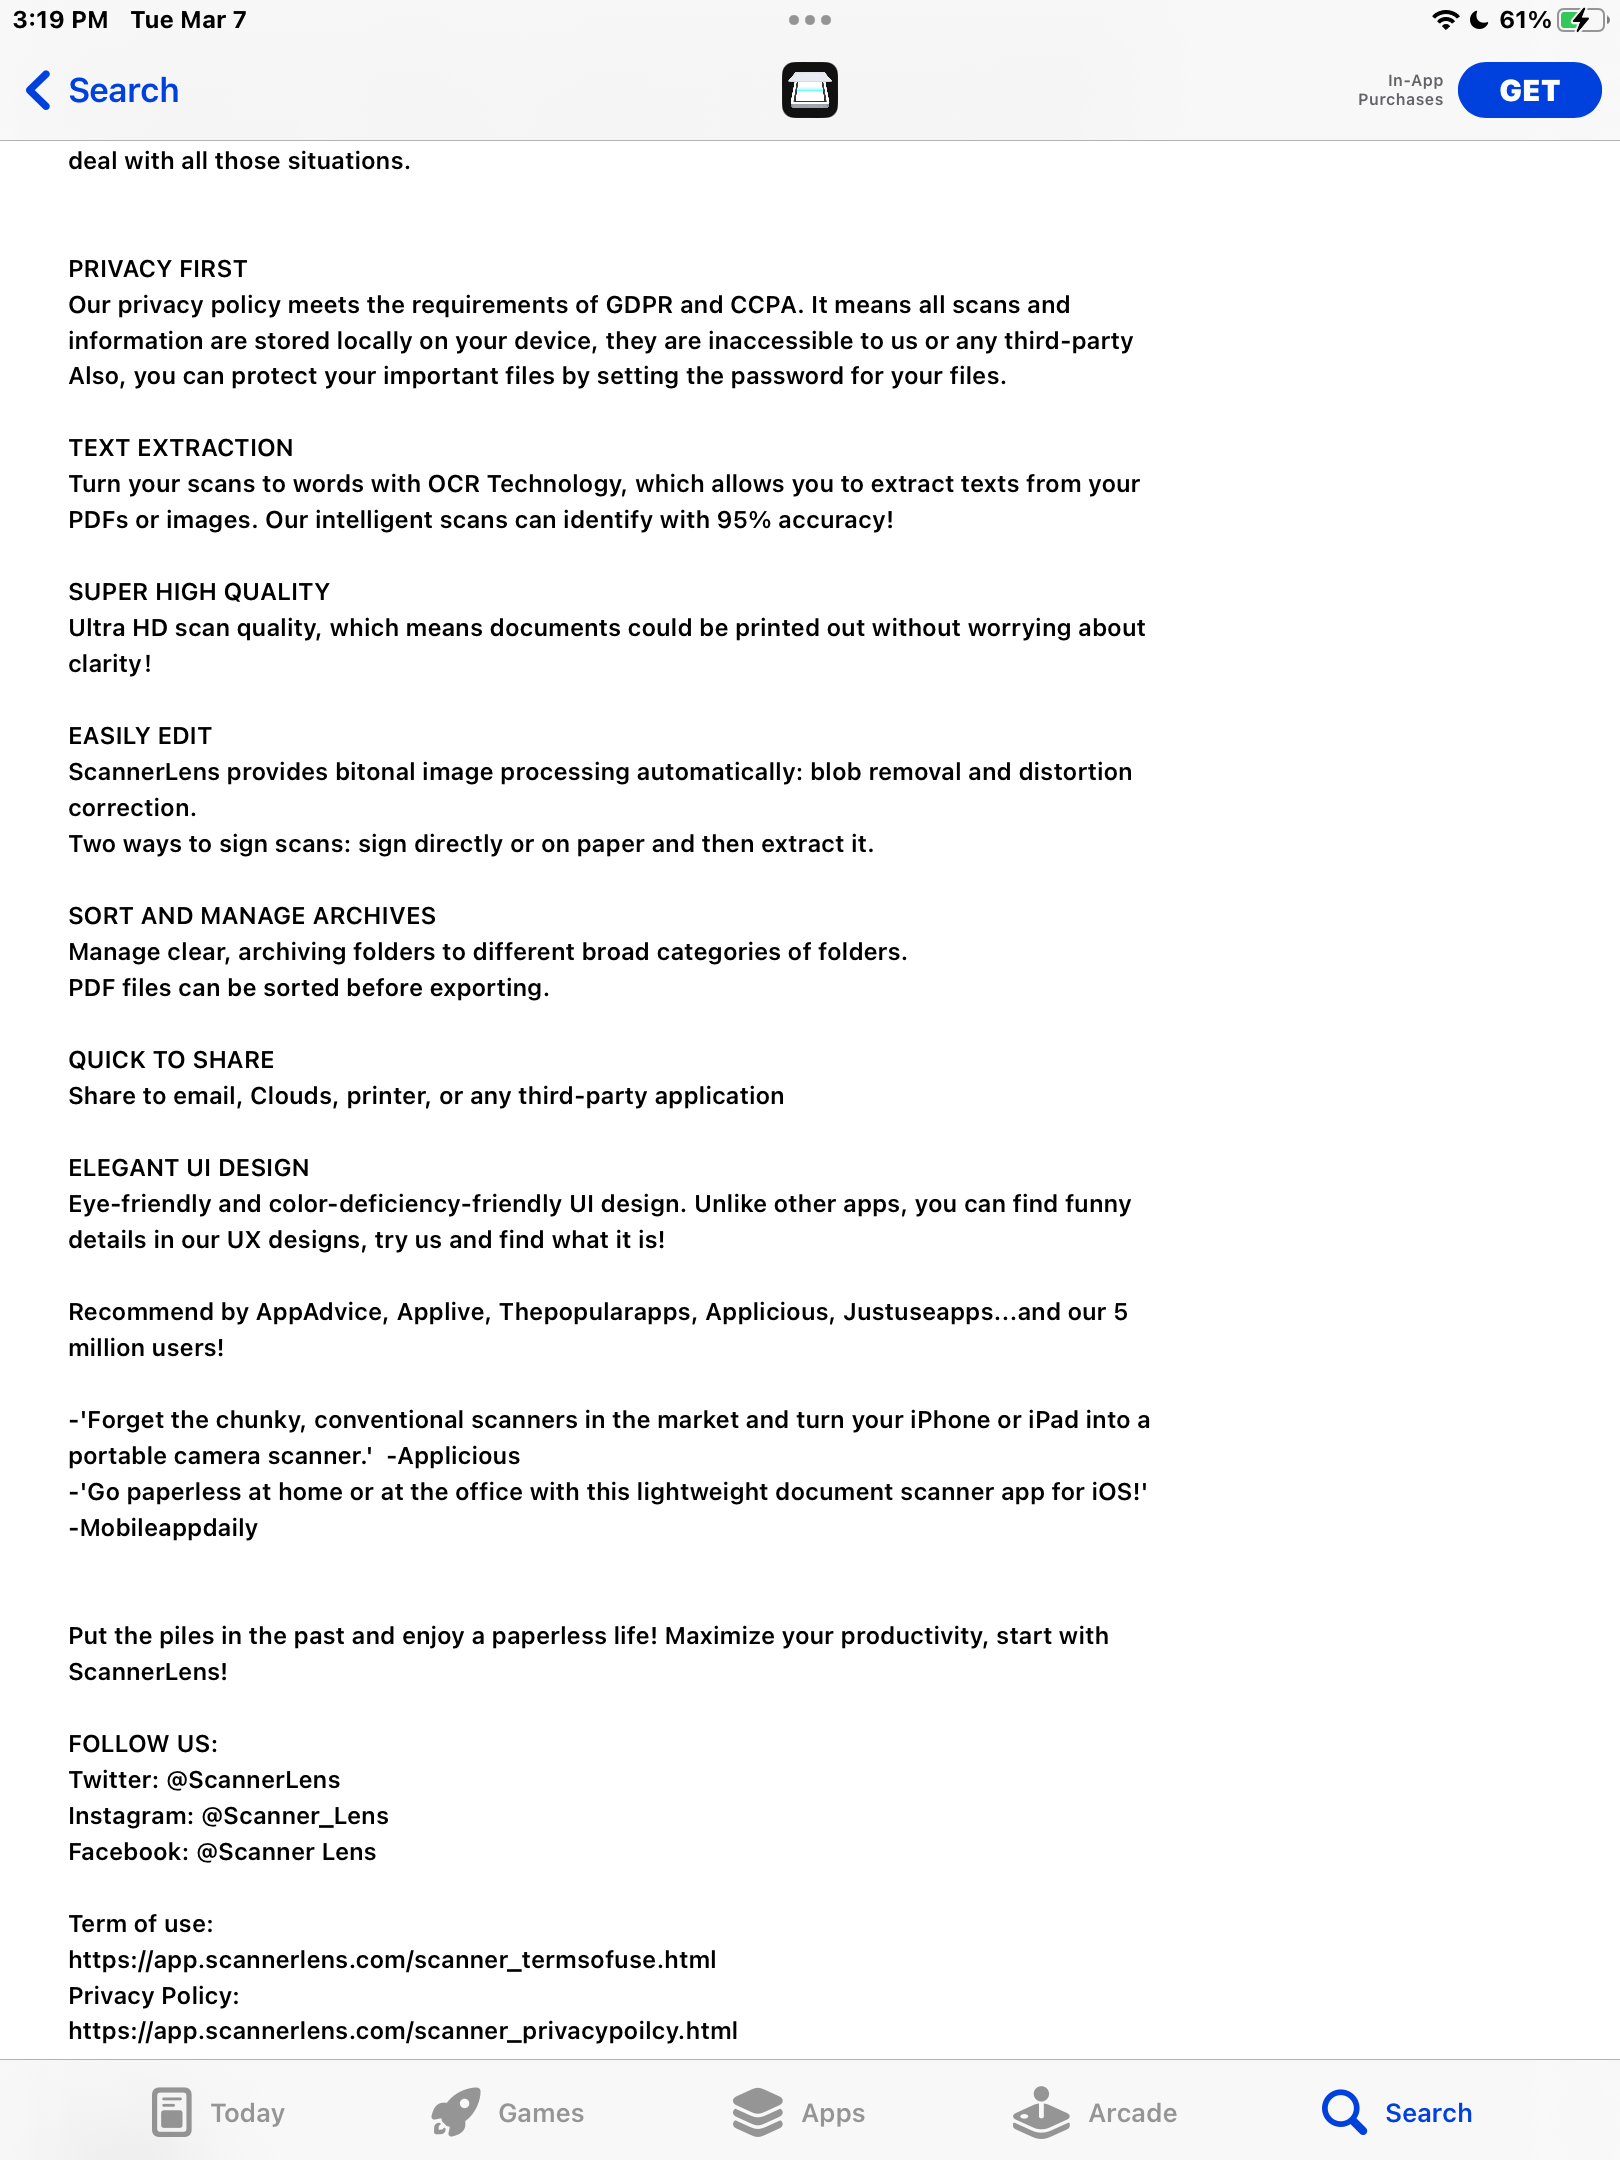 3:19 PM Tue Mar 7
61%
Search
In-App
Purchases
GET
deal with all those situations.
PRIVACY FIRST
Our privacy policy meets the requirements of GDPR and CCPA. It means all scans and
information are stored locally on your device, they are inaccessible to us or any third-party
Also, you can protect your important files by setting the password for your files.
TEXT EXTRACTION
Turn your scans to words with OCR Technology, which allows you to extract texts from your
PDFs or images. Our intelligent scans can identify with 95% accuracy!
SUPER HIGH QUALITY
Ultra HD scan quality, which means documents could be printed out without worrying about
clarity!
EASILY EDIT
ScannerLens provides bitonal image processing automatically: blob removal and distortion
correction.
Two ways to sign scans: sign directly or on paper and then extract it.
SORT AND MANAGE ARCHIVES
Manage clear, archiving folders to different broad categories of folders.
PDF files can be sorted before exporting.
QUICK TO SHARE
Share to email, Clouds, printer, or any third-party application
ELEGANT UI DESIGN
Eye-friendly and color-deficiency-friendly UI design. Unlike other apps, you can find funny
details in our UX designs, try us and find what it is!
Recommend by AppAdvice, Applive, Thepopularapps, Applicious, Justuseapps...and our 5
million users!
-'Forget the chunky, conventional scanners in the market and turn your iPhone or iPad into a
portable camera scanner.'  -Applicious
-'Go paperless at home or at the office with this lightweight document scanner app for iOS!'
-Mobileappdaily
Put the piles in the past and enjoy a paperless life! Maximize your productivity, start with
ScannerLens!
FOLLOW US:
Twitter: @ScannerLens
Instagram: @Scanner_Lens
Facebook: @Scanner Lens
Term of use:
https://app.scannerlens.com/scanner_termsofuse.html
Privacy Policy:
https://app.scannerlens.com/scanner_privacypoilcy.html
Today
Games
Apps
Arcade
Search